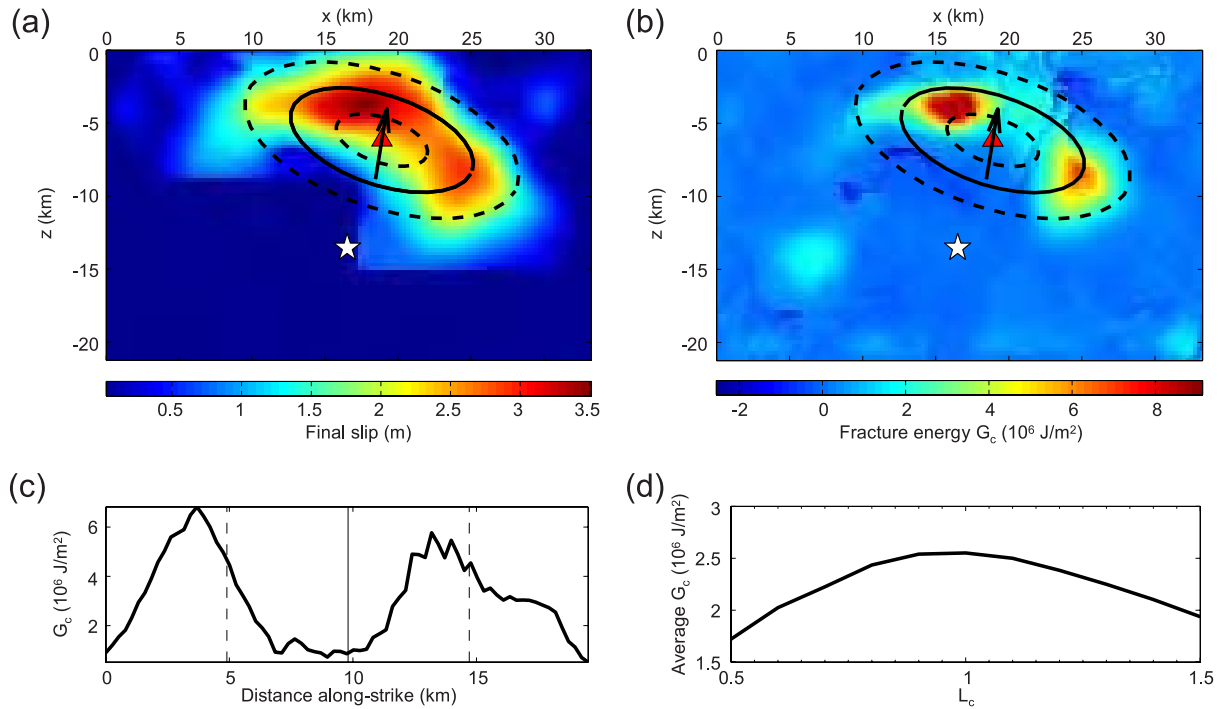 (a)
x (km)
0 5 10 15 20 25 30
0
-5
-10
-15
-20
z (km)
0.5 1 1.5 2 2.5 3 3.5
Final slip (m)
(b)
x (km)
0 5 10 15 20 25 30
0
-5
-10
-15
-20
z (km)
-2 0 2 4 6 8
Fracture energy G_c (10⁶ J/m²)
(c)
6
4
2
G_c (10⁶ J/m²)
0 5 10 15
Distance along-strike (km)
(d)
3
2.5
2
1.5
Average G_c (10⁶ J/m²)
0.5 1 1.5
L_c